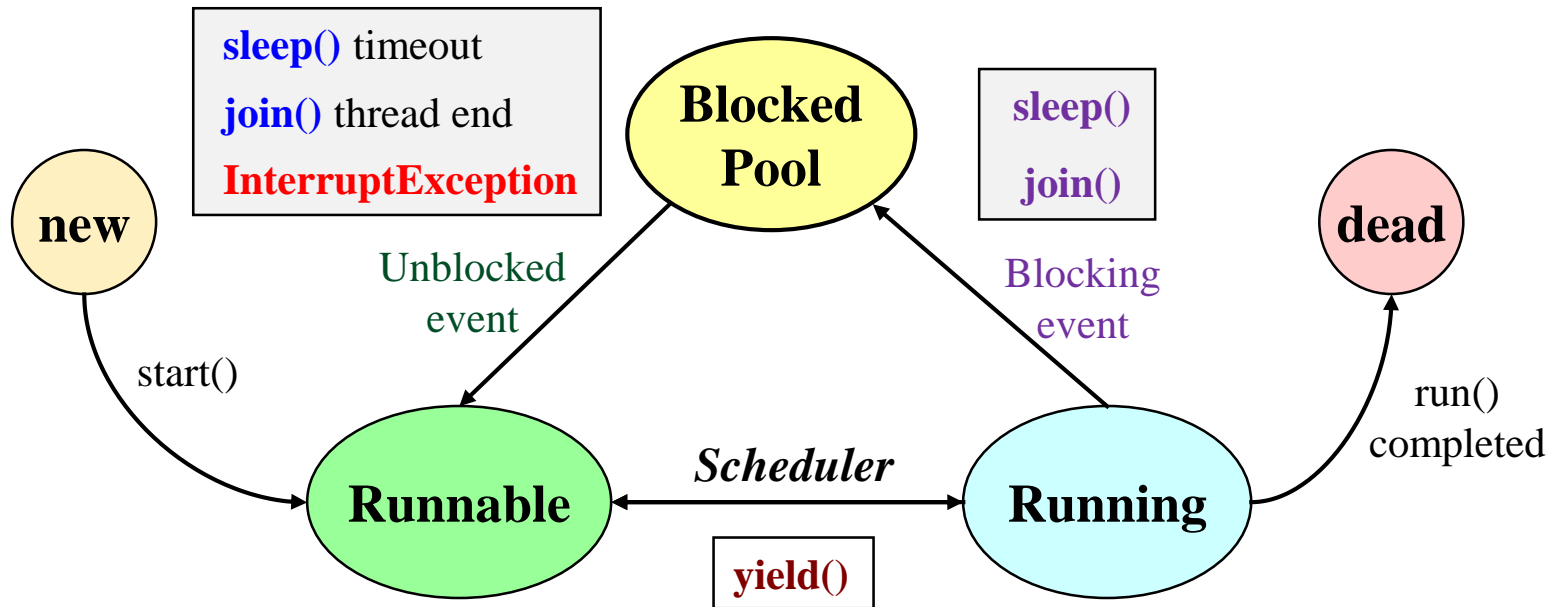 sleep() timeout
join() thread end
InterruptException
Blocked
Pool
sleep()
join()
new
dead
Unblocked
event
Blocking
event
start()
run()
completed
Scheduler
Runnable
Running
yield()